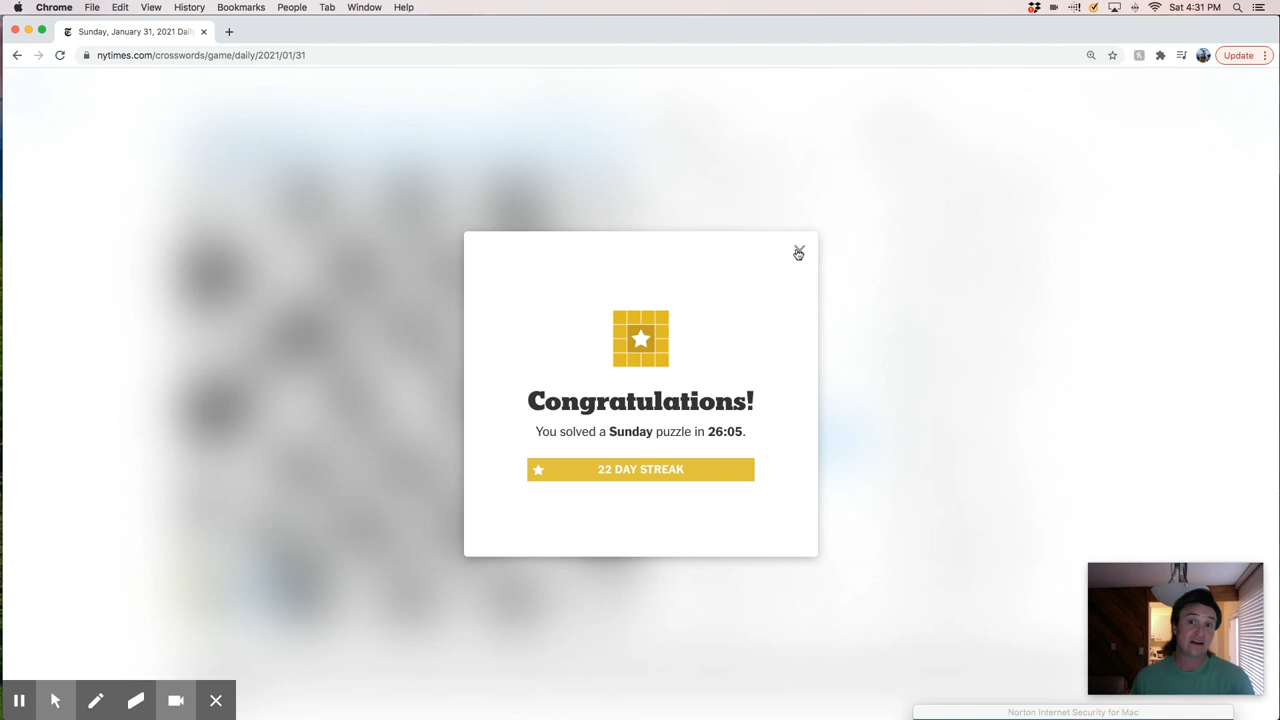 Chrome File Edit View History Bookmarks People Tab Window Help Sat 4:31 PM
Sunday, January 31, 2021 Daily
nytimes.com/crosswords/game/daily/2021/01/31 Update
Congratulations!
You solved a Sunday puzzle in 26:05.
22 DAY STREAK
Norton Internet Security for Mac